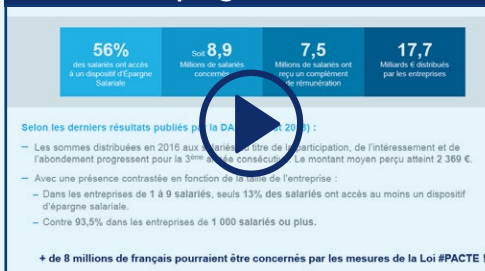 56%
des salariés ont accès
à un dispositif d'Épargne
Salariale
Soit 8,9
Millions de salariés
concernés
7,5
Millions de salariés ont
reçu un complément
de rémunération
17,7
Milliards € distribués
par les entreprises
Selon les derniers résultats publiés par la :
– Les sommes distribuées en 2016 aux salariés au titre de la participation, de l'intéressement et de
l'abondement progressent pour la 3ème année consécutive. Le montant moyen perçu atteint 2 369 €.
– Avec une présence contrastée en fonction de la taille de l'entreprise :
– Dans les entreprises de 1 à 9 salariés, seuls 13% des salariés ont accès au moins un dispositif
d'épargne salariale.
– Contre 93,5% dans les entreprises de 1 000 salariés ou plus.
+ de 8 millions de français pourraient être concernés par les mesures de la Loi #PACTE !